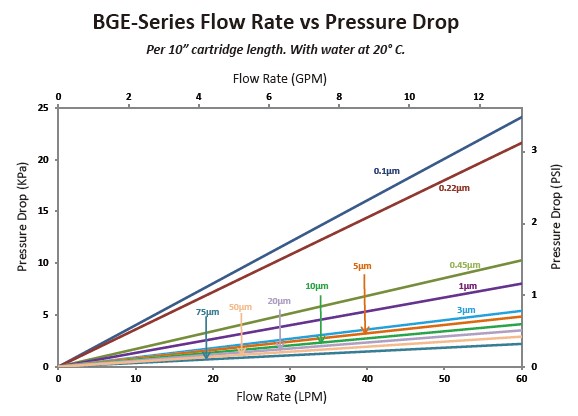 BGE-Series Flow Rate vs Pressure Drop
Per 10” cartridge length. With water at 20° C.
Flow Rate (GPM)
0 2 4 6 8 10 12
25
20
15
10
5
0
Pressure Drop (KPa)
0.1µm
0.22µm
0.45µm
5µm
1µm
10µm
20µm
50µm
75µm
3µm
3
2
1
0
Pressure Drop (PSI)
0 10 20 30 40 50 60
Flow Rate (LPM)